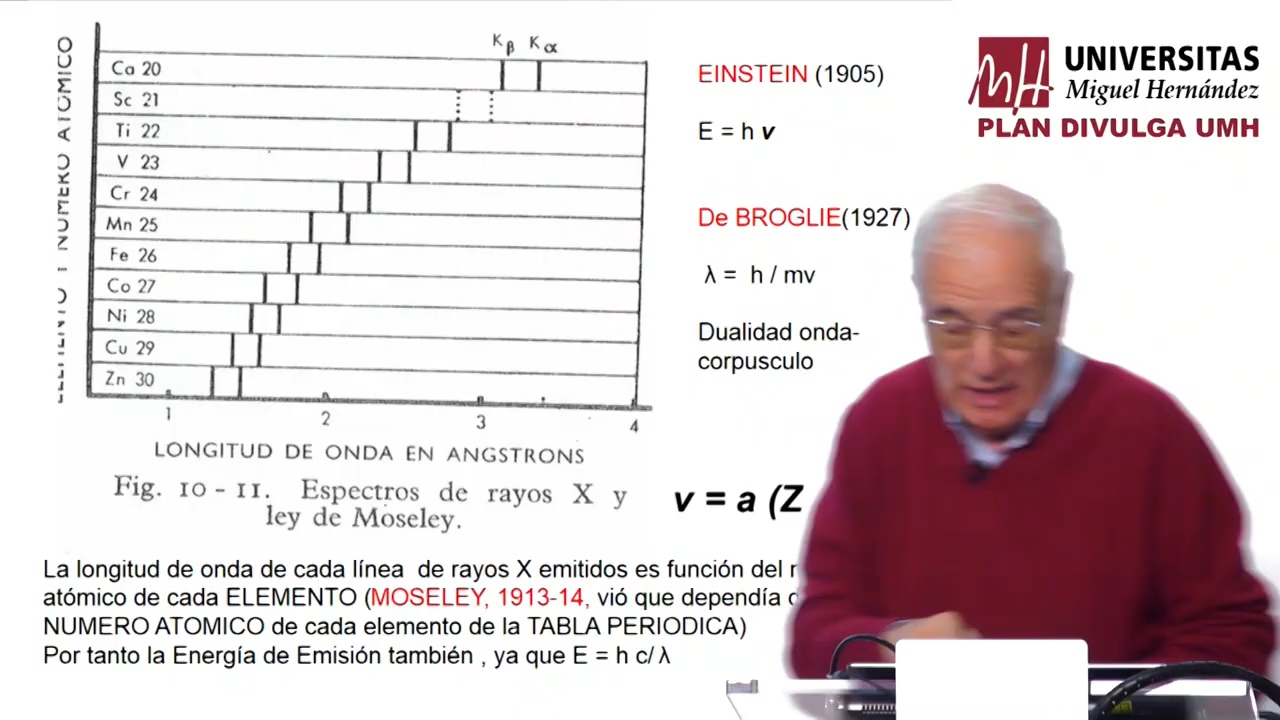 ELEMENTO Y NUMERO ATOMICO
K β K α
Ca 20
Sc 21
Ti 22
V 23
Cr 24
Mn 25
Fe 26
Co 27
Ni 28
Cu 29
Zn 30
1 2 3 4
LONGITUD DE ONDA EN ANGSTRONS
Fig. 10 - 11. Espectros de rayos X y
ley de Moseley.
EINSTEIN (1905)
E = h v
De BROGLIE(1927)
λ = h / mv
Dualidad onda-
corpusculo
v = a (Z
La longitud de onda de cada línea de rayos X emitidos es función del
atómico de cada ELEMENTO (MOSELEY, 1913-14, vió que dependía
NUMERO ATOMICO de cada elemento de la TABLA PERIODICA)
Por tanto la Energía de Emisión también , ya que E = h c/ λ
MH
UNIVERSITAS
Miguel Hernández
PLAN DIVULGA UMH